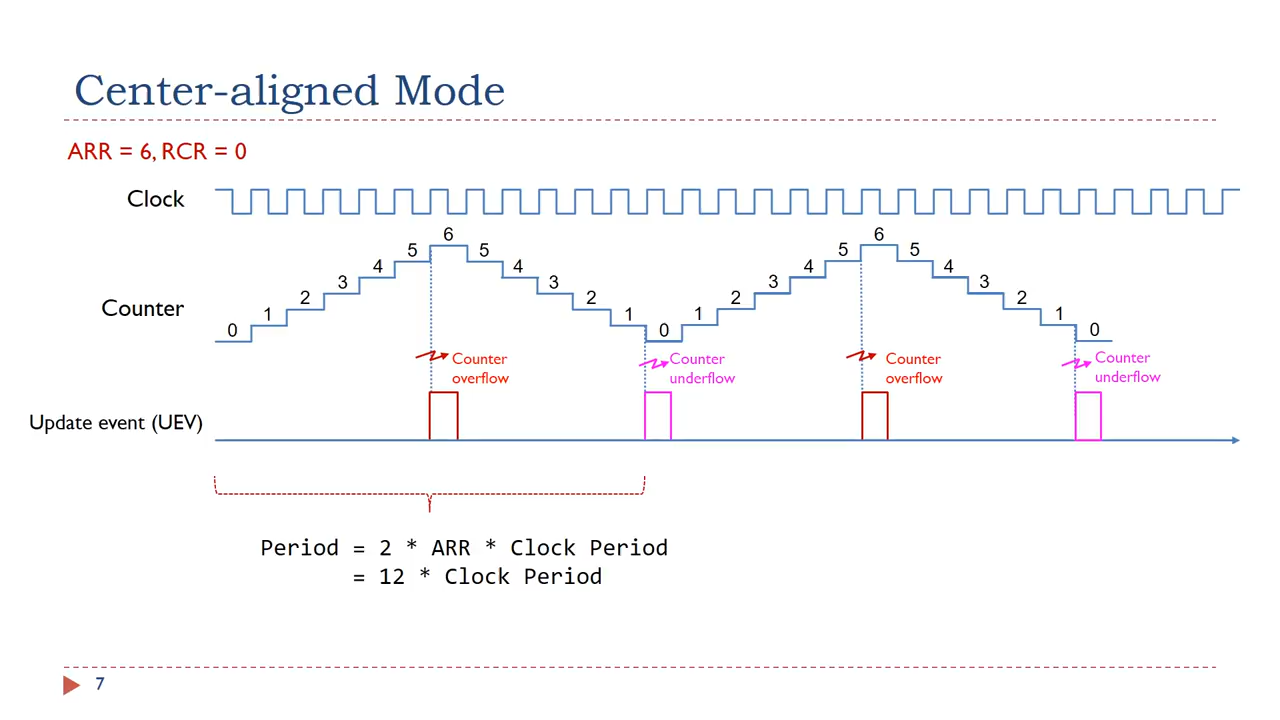 Center-aligned Mode
ARR = 6, RCR = 0
Clock
6 6
5 5 5 5
4 4 4 4
3 3 3 3
2 2 2 2
Counter
1 1 1 1
0 0 0
Counter overflow
Counter underflow
Counter overflow
Counter underflow
Update event (UEV)
Period = 2 * ARR * Clock Period
= 12 * Clock Period
7